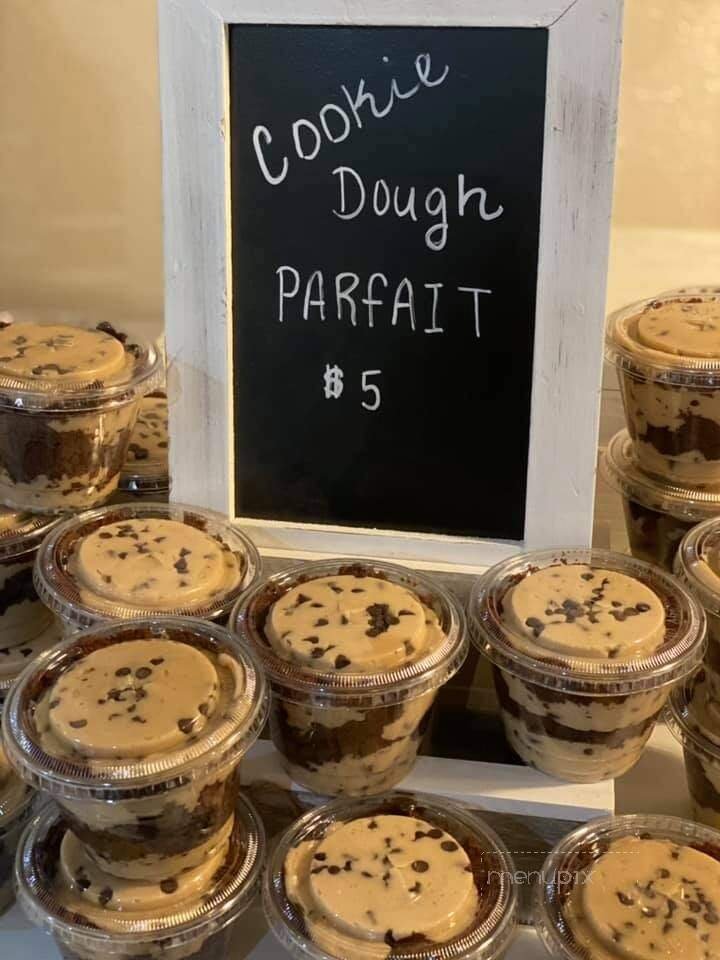 Cookie
Dough
PARFAIT
$5
menupix